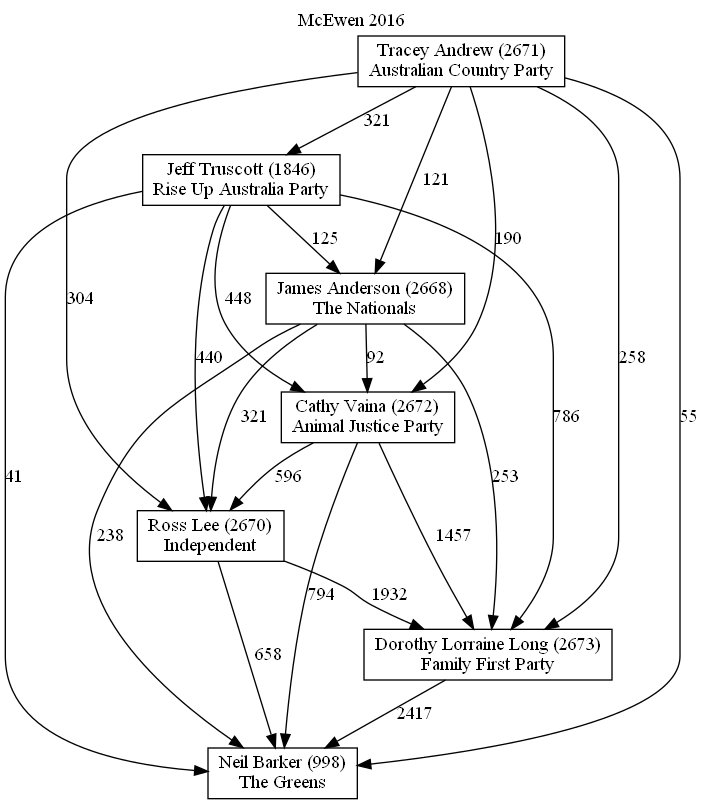 McEwen 2016
Tracey Andrew (2671)
Australian Country Party
321
Jeff Truscott (1846)
Rise Up Australia Party
121
125
190
James Anderson (2668)
The Nationals
304
448
440
92
258
Cathy Vaina (2672)
Animal Justice Party
321
786
55
41
596
253
Ross Lee (2670)
Independent
238
1457
794
1932
658
Dorothy Lorraine Long (2673)
Family First Party
2417
Neil Barker (998)
The Greens